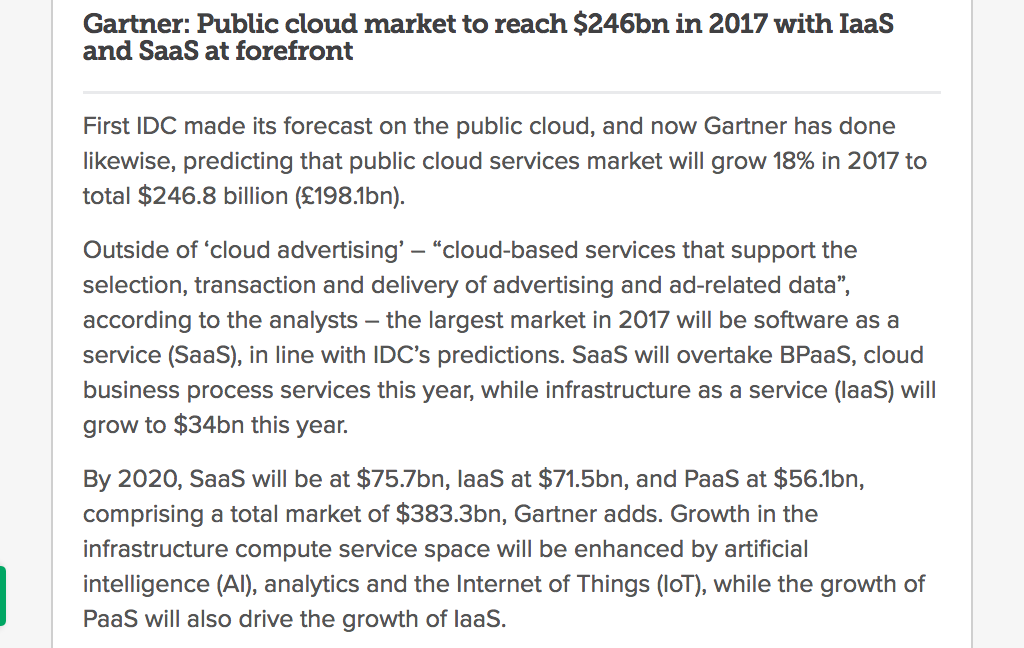 Gartner: Public cloud market to reach $246bn in 2017 with IaaS
and SaaS at forefront
First IDC made its forecast on the public cloud, and now Gartner has done
likewise, predicting that public cloud services market will grow 18% in 2017 to
total $246.8 billion (£198.1bn).
Outside of ‘cloud advertising’ – “cloud-based services that support the
selection, transaction and delivery of advertising and ad-related data”,
according to the analysts – the largest market in 2017 will be software as a
service (SaaS), in line with IDC’s predictions. SaaS will overtake BPaaS, cloud
business process services this year, while infrastructure as a service (IaaS) will
grow to $34bn this year.
By 2020, SaaS will be at $75.7bn, IaaS at $71.5bn, and PaaS at $56.1bn,
comprising a total market of $383.3bn, Gartner adds. Growth in the
infrastructure compute service space will be enhanced by artificial
intelligence (AI), analytics and the Internet of Things (IoT), while the growth of
PaaS will also drive the growth of IaaS.